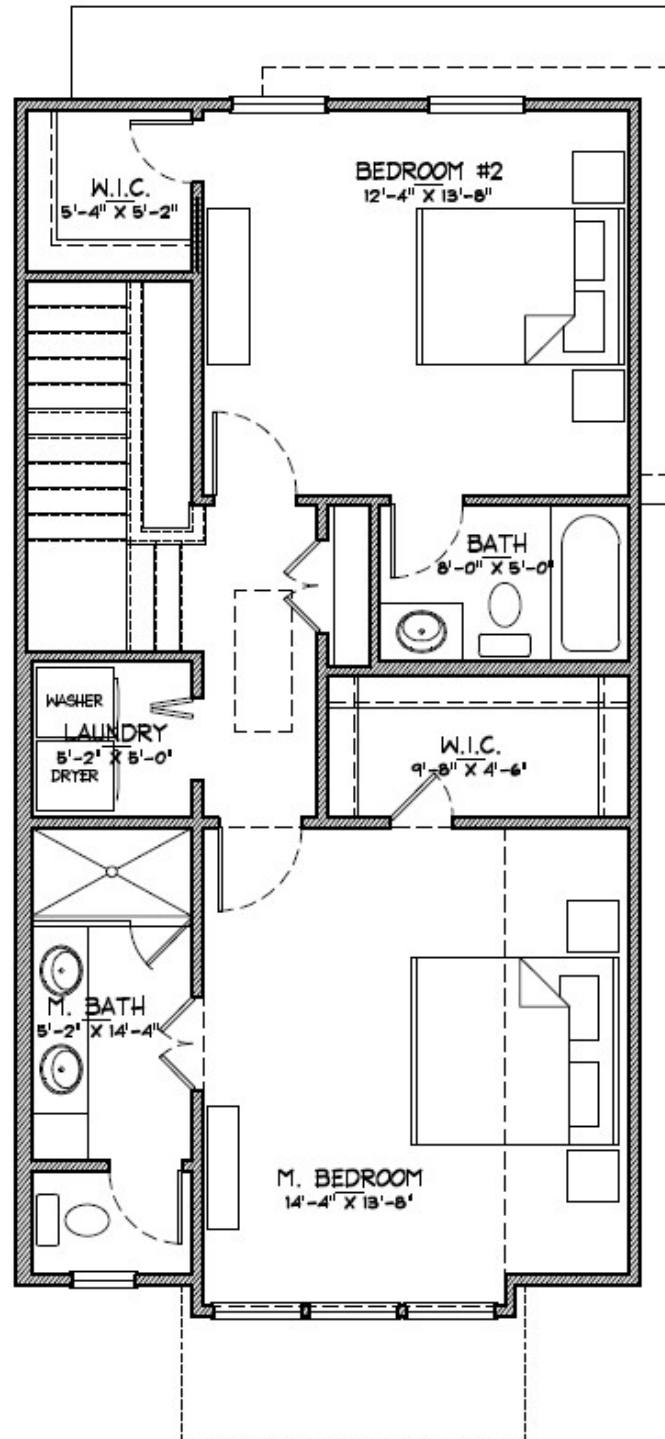 BEDROOM #2
12'-4" X 13'-8"
W.I.C.
5'-4" X 5'-2"
BATH
8'-0" X 5'-0"
WASHER
LAUNDRY
5'-2" X 5'-0"
DRYER
W.I.C.
9'-8" X 4'-6"
M. BATH
5'-2" X 14'-4"
M. BEDROOM
14'-4" X 13'-8"